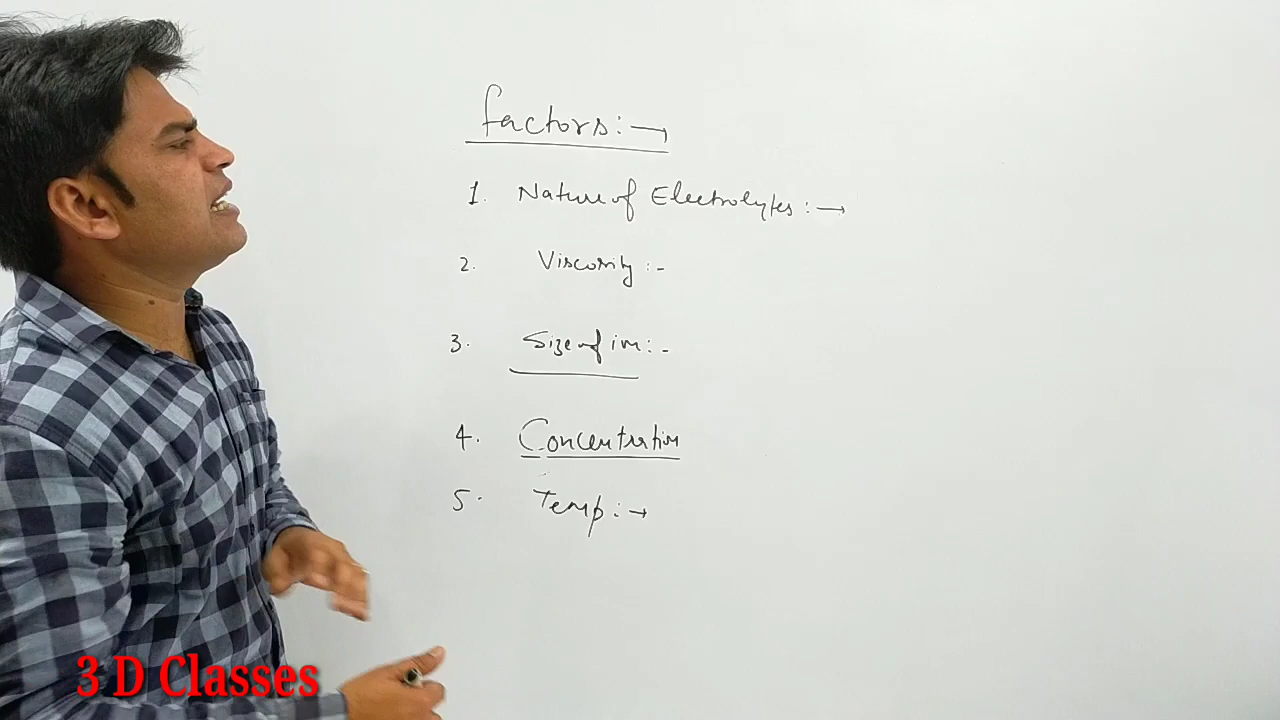 factors:→
1. Nature of Electrolytes:→
2. Viscosity:-
3. Size of ion:-
4. Concentration
5. Temp:→
3 D Classes